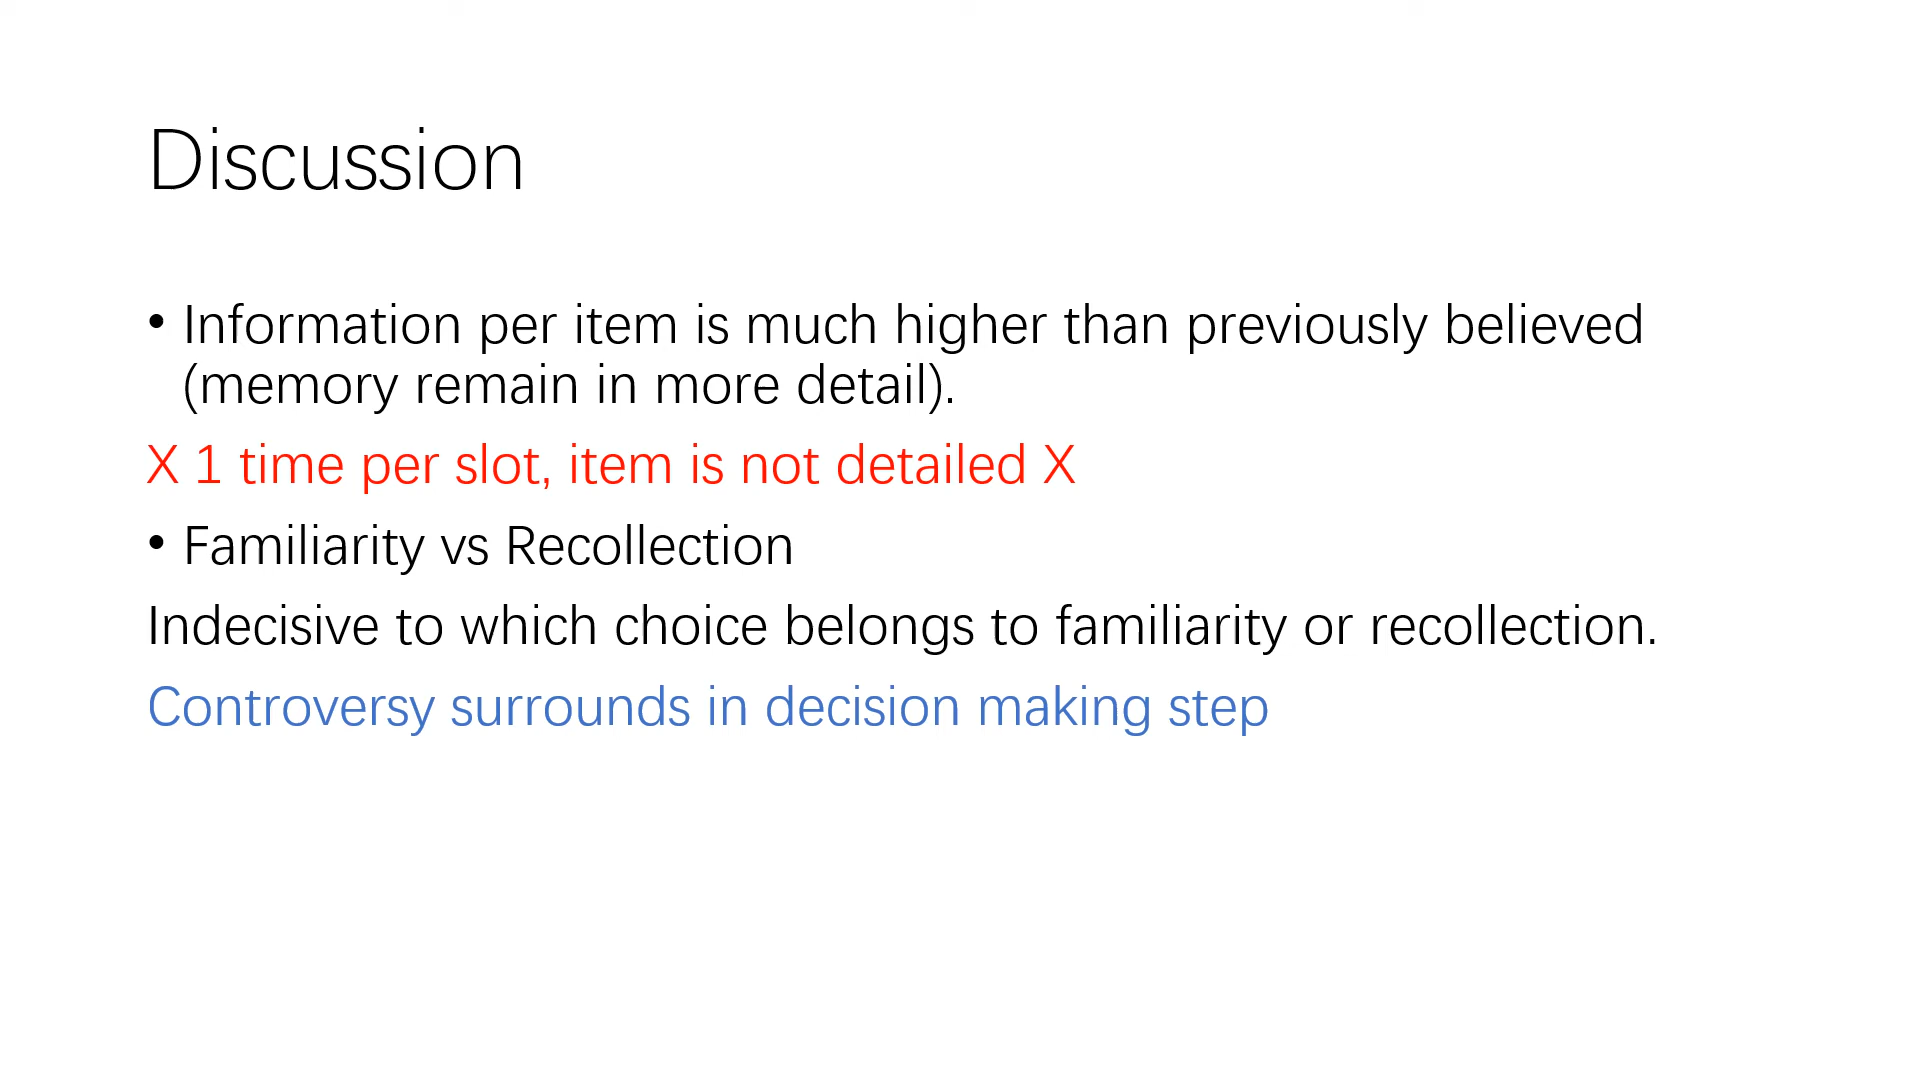 Discussion
• Information per item is much higher than previously believed
(memory remain in more detail).
X 1 time per slot, item is not detailed X
• Familiarity vs Recollection
Indecisive to which choice belongs to familiarity or recollection.
Controversy surrounds in decision making step